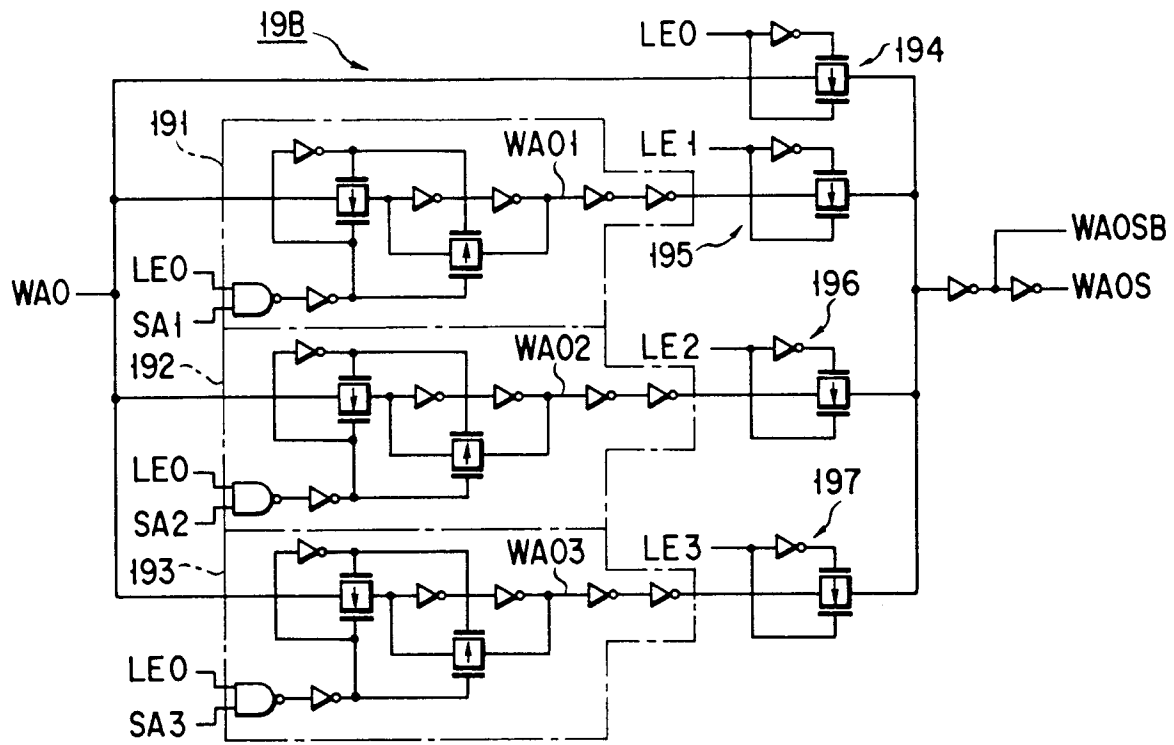 19B
LE0
194
191
WA01
LE1
195
WA0
LE0
SA1
WA0SB
WA0S
196
192
WA02
LE2
LE0
SA2
197
193
WA03
LE3
LE0
SA3